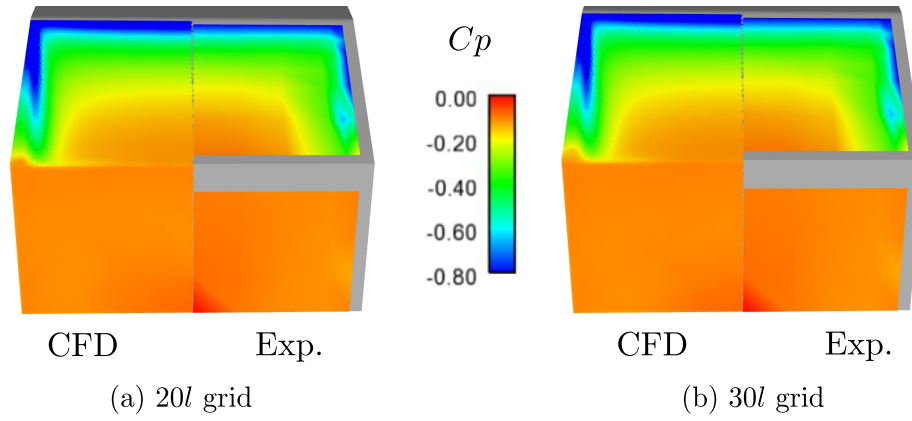 Cp
0.00
-0.20
-0.40
-0.60
-0.80
CFD Exp.
CFD Exp.
(a) 20l grid
(b) 30l grid